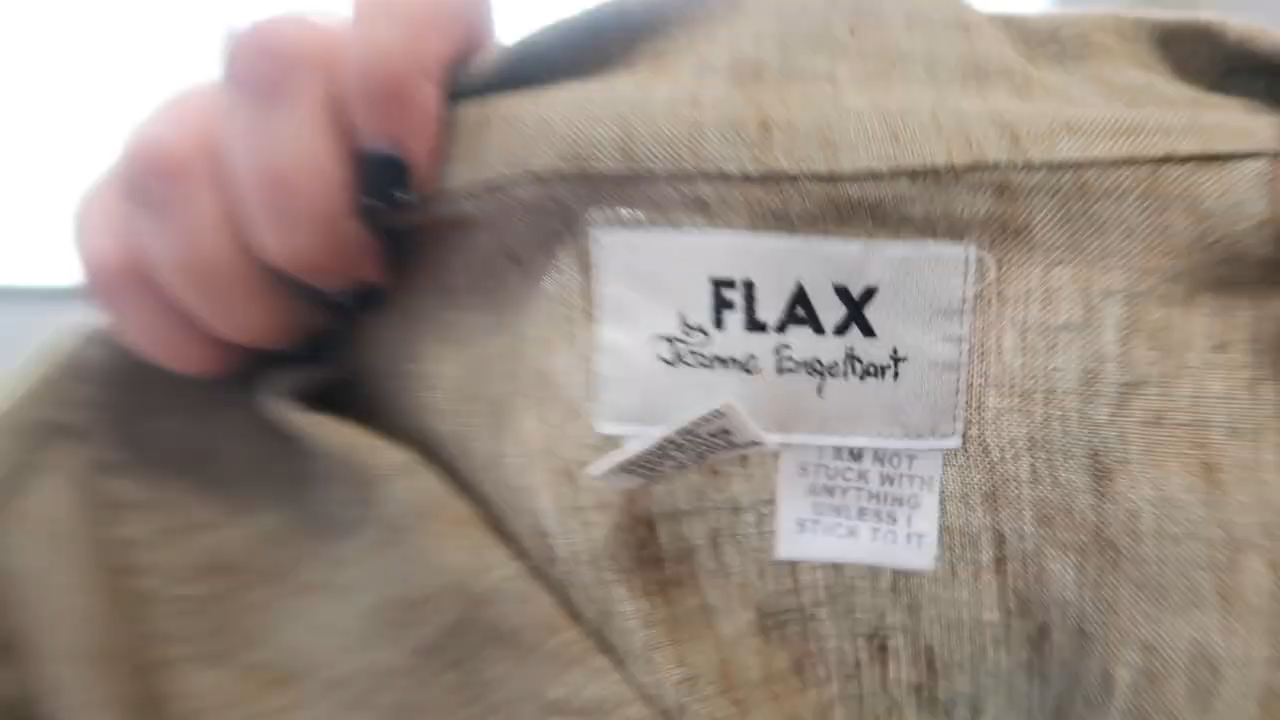 FLAX
by
Jeanne Engelhart
I AM NOT
STUCK WITH
ANYTHING
UNLESS I
STICK TO IT